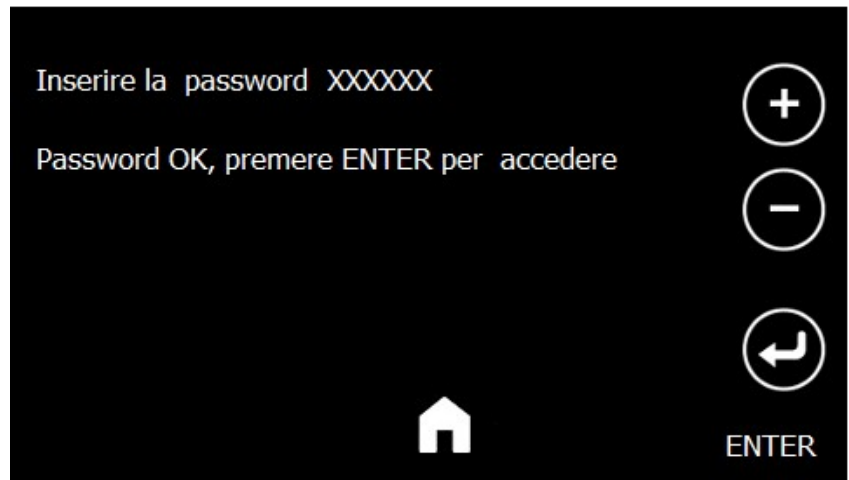 Inserire la password XXXXXX
Password OK, premere ENTER per accedere
ENTER